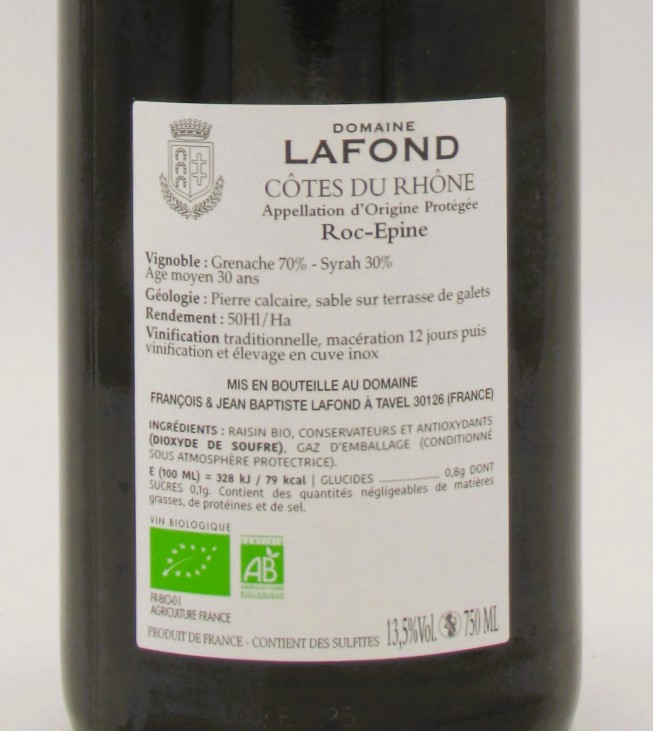 DOMAINE
LAFOND
CÔTES DU RHÔNE
Appellation d'Origine Protégée
Roc-Epine
Vignoble : Grenache 70% - Syrah 30%
Age moyen 30 ans
Géologie : Pierre calcaire, sable sur terrasse de galets
Rendement : 50Hl/Ha
Vinification traditionnelle, macération 12 jours puis
vinification et élevage en cuve inox
MIS EN BOUTEILLE AU DOMAINE
FRANÇOIS & JEAN BAPTISTE LAFOND À TAVEL 30126 (FRANCE)
INGRÉDIENTS : RAISIN BIO, CONSERVATEURS ET ANTIOXYDANTS
(DIOXYDE DE SOUFRE), GAZ D'EMBALLAGE (CONDITIONNÉ
SOUS ATMOSPHÈRE PROTECTRICE).
E (100 ML) = 328 kJ / 79 kcal | GLUCIDES ____________ 0,8g DONT
SUCRES 0,1g. Contient des quantités négligeables de matières
grasses, de protéines et de sel.
VIN BIOLOGIQUE
CERTIFIÉ
AB
AGRICULTURE
BIOLOGIQUE
FR-BIO-01
AGRICULTURE FRANCE
PRODUIT DE FRANCE - CONTIENT DES SULFITES 13,5%Vol. 750 ML